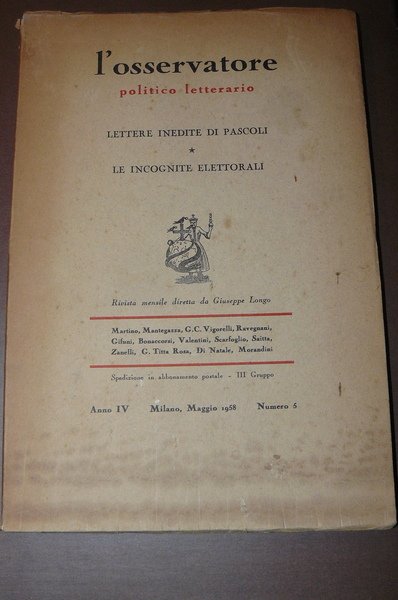 l'osservatore
politico letterario
LETTERE INEDITE DI PASCOLI
★
LE INCOGNITE ELETTORALI
Rivista mensile diretta da Giuseppe Longo
Martino, Mantegazza, G.C. Vigorelli, Ravegnani,
Gifuni, Bonaccorsi, Valentini, Scarfoglio, Saitta,
Zanelli, G. Titta Rosa, Di Natale, Morandini
Spedizione in abbonamento postale - III Gruppo
Anno IV Milano, Maggio 1958 Numero 5